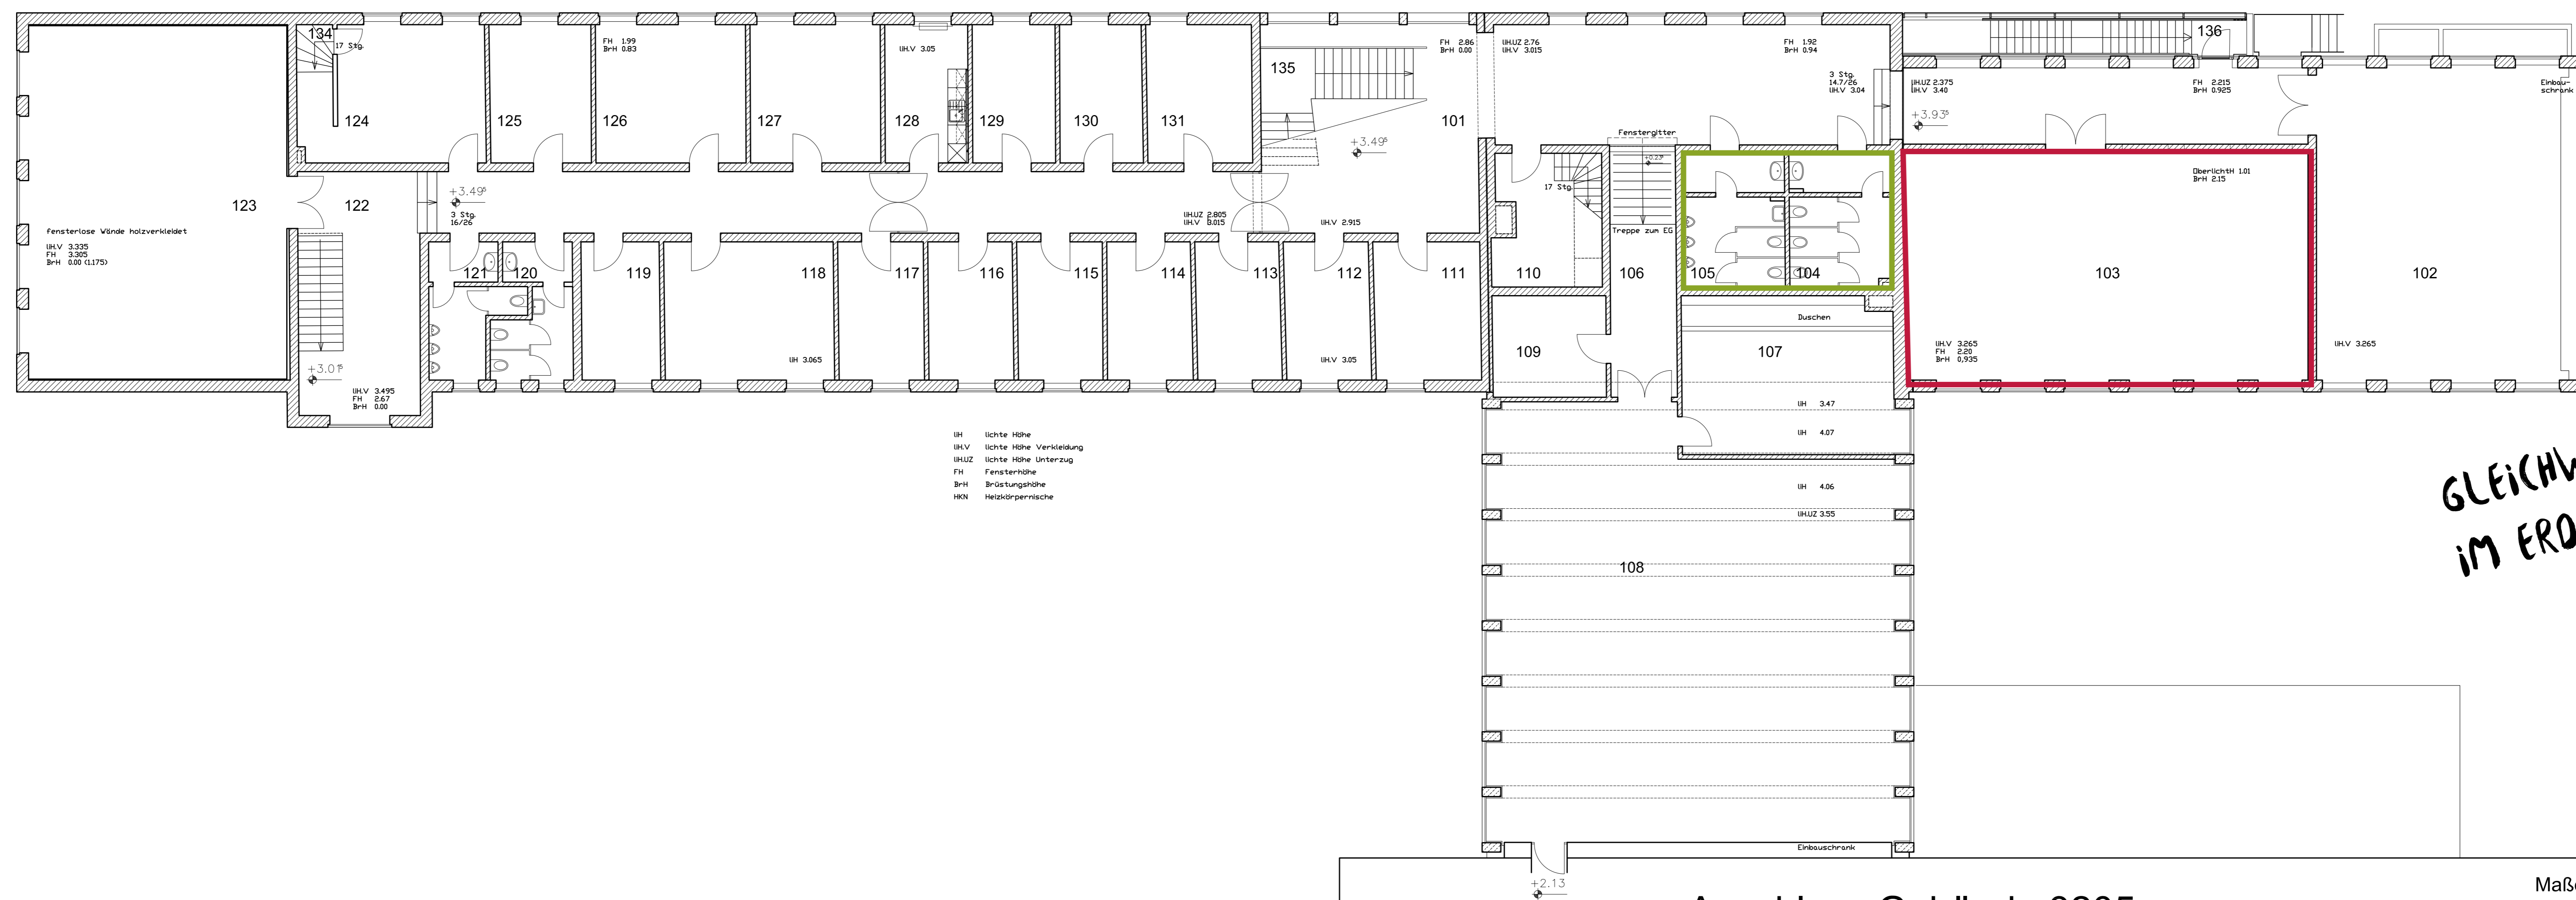 134
17 Stg.
124
125
FH 1.99
BrH 0.83
126
127
liH.V 3.05
128
129
130
131
135
+3.49⁵
101
FH 2.86
BrH 0.00
liH.UZ 2.76
liH.V 3.015
FH 1.92
BrH 0.94
3 Stg.
14.7/26
liH.V 3.04
136
liH.UZ 2.375
liH.V 3.40
+3.93⁵
FH 2.215
BrH 0.925
Einbau-
schrank
Fenstergitter
17 Stg.
Treppe zum EG
OberlichtH 1.01
BrH 2.15
123
122
+3.49⁵
3 Stg.
16/26
liH.UZ 2.805
liH.V 3.015
liH.V 2.915
fensterlose Wände holzverkleidet
liH.V 3.335
FH 3.305
BrH 0.00 (1.175)
121
120
119
118
117
116
115
114
113
112
111
110
106
105
104
103
102
liH 3.065
liH.V 3.05
109
Duschen
107
liH.V 3.265
FH 2.20
BrH 0,935
liH.V 3.265
+3.01⁵
liH.V 3.495
FH 2.67
BrH 0.00
liH 3.47
liH 4.07
liH lichte Höhe
liH.V lichte Höhe Verkleidung
liH.UZ lichte Höhe Unterzug
FH Fensterhöhe
BrH Brüstungshöhe
HKN Heizkörpernische
liH 4.06
liH.UZ 3.55
108
Einbauschrank
+2.13
Maße